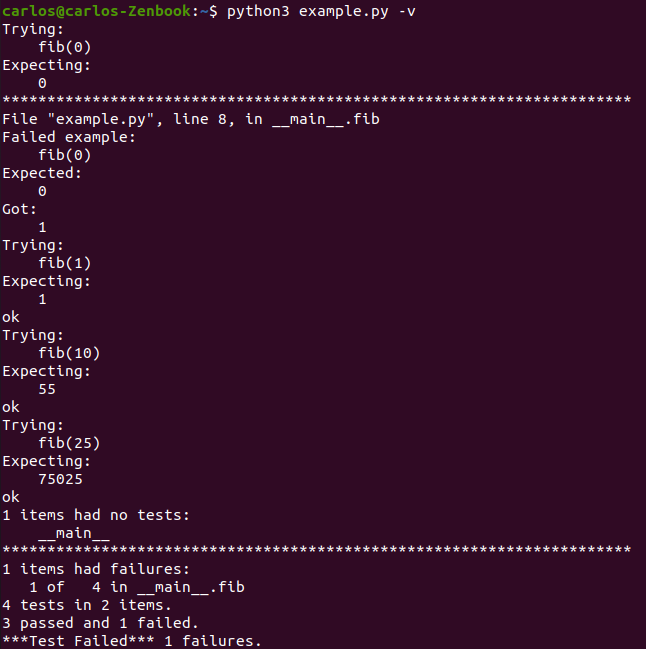 carlos@carlos-Zenbook:~$ python3 example.py -v
Trying:
    fib(0)
Expecting:
    0
**********************************************************************
File "example.py", line 8, in __main__.fib
Failed example:
    fib(0)
Expected:
    0
Got:
    1
Trying:
    fib(1)
Expecting:
    1
ok
Trying:
    fib(10)
Expecting:
    55
ok
Trying:
    fib(25)
Expecting:
    75025
ok
1 items had no tests:
    __main__
**********************************************************************
1 items had failures:
   1 of   4 in __main__.fib
4 tests in 2 items.
3 passed and 1 failed.
***Test Failed*** 1 failures.